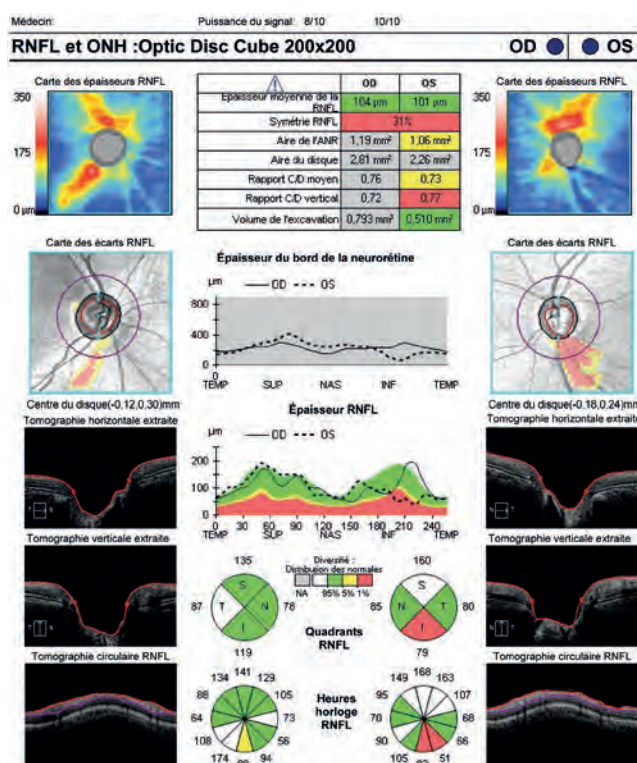 Médecin: Puissance du signal: 8/10 10/10
RNFL et ONH :Optic Disc Cube 200x200 OD OS
Carte des épaisseurs RNFL
350
175
0 µm
OD OS
Epaisseur moyenne de la RNFL 104 µm 101 µm
Symétrie RNFL 31%
Aire de l'ANR 1,19 mm² 1,06 mm²
Aire du disque 2,81 mm² 2,26 mm²
Rapport C/D moyen 0,76 0,73
Rapport C/D vertical 0,72 0,77
Volume de l'excavation 0,793 mm³ 0,510 mm³
Carte des épaisseurs RNFL
350
175
0 µm
Carte des écarts RNFL
Centre du disque(-0,12,0,30)mm
Épaisseur du bord de la neurorétine
µm OD OS
800
400
0
0
TEMP SUP NAS INF TEMP
Carte des écarts RNFL
Centre du disque(-0,18,0,24)mm
Tomographie horizontale extraite
T N
Épaisseur RNFL
µm OD OS
200
100
0
0 30 60 90 120 150 180 210 240
TEMP SUP NAS INF TEMP
Tomographie horizontale extraite
Tomographie verticale extraite
Diversifié :
Distribution des normales
NA 95% 5% 1%
Tomographie verticale extraite
135
87 S T N I 78
119
Quadrants
RNFL
160
85 S N T I 80
79
Tomographie circulaire RNFL
141
134 129
88 105
64 73
108 56
174 94
Heures
horloge
RNFL
168
149 163
95 107
78 68
90 66
105 51
Tomographie circulaire RNFL